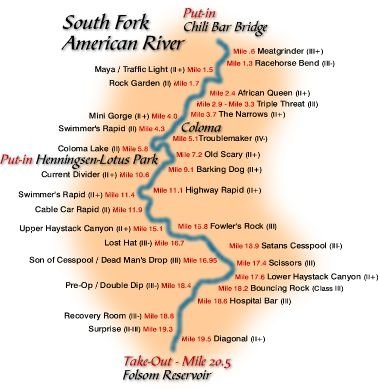 South Fork
American River
Put-in
Chili Bar Bridge
Mile .6 Meatgrinder (III+)
Mile 1.3 Racehorse Bend (III-)
Maya / Traffic Light (II+) Mile 1.5
Rock Garden (II) Mile 1.7
Mile 2.4 African Queen (II+)
Mile 2.9 - Mile 3.3 Triple Threat (III)
Mile 3.7 The Narrows (II+)
Mini Gorge (II+) Mile 4.0
Swimmer's Rapid (II) Mile 4.3
Coloma
Mile 5.1 Troublemaker (IV-)
Coloma Lake (II) Mile 5.8
Mile 7.2 Old Scary (II+)
Put-in Henningsen-Lotus Park
Mile 9.1 Barking Dog (II+)
Current Divider (II+) Mile 10.6
Mile 11.1 Highway Rapid (II+)
Swimmer's Rapid (II+) Mile 11.4
Cable Car Rapid (II) Mile 11.9
Upper Haystack Canyon (II+) Mile 15.1
Mile 15.8 Fowler's Rock (III)
Lost Hat (III-) Mile 16.7
Mile 18.9 Satans Cesspool (III-)
Son of Cesspool / Dead Man's Drop (III) Mile 16.95
Mile 17.4 Scissors (III)
Mile 17.6 Lower Haystack Canyon (II+)
Pre-Op / Double Dip (III-) Mile 18.4
Mile 18.2 Bouncing Rock (Class III)
Mile 18.6 Hospital Bar (III)
Recovery Room (III-) Mile 18.8
Surprise (II-III) Mile 19.3
Mile 19.5 Diagonal (II+)
Take-Out - Mile 20.5
Folsom Reservoir